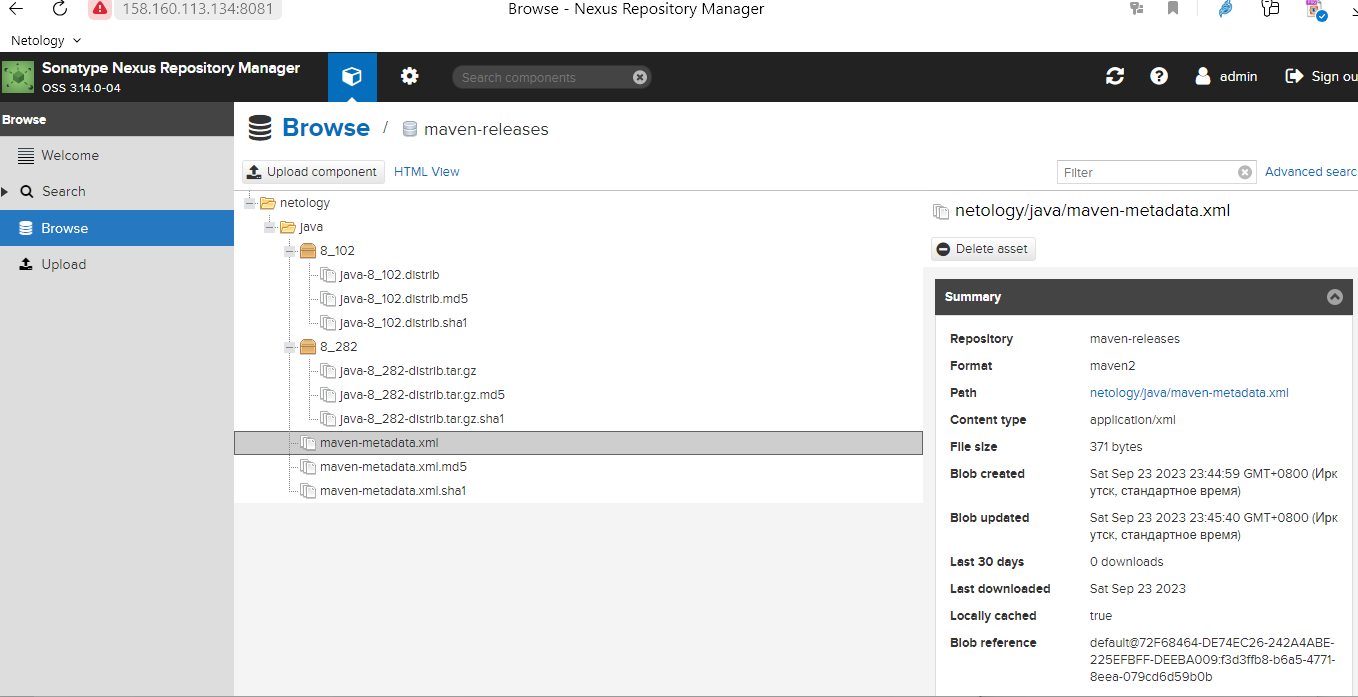 158.160.113.134:8081
Browse - Nexus Repository Manager
Netology
Sonatype Nexus Repository Manager
OSS 3.14.0-04
Search components
admin
Sign ou
Browse
Welcome
Search
Browse
Upload
Browse / maven-releases
Upload component
HTML View
Filter
Advanced searc
netology
java
8_102
java-8_102.distrib
java-8_102.distrib.md5
java-8_102.distrib.sha1
8_282
java-8_282-distrib.tar.gz
java-8_282-distrib.tar.gz.md5
java-8_282-distrib.tar.gz.sha1
maven-metadata.xml
maven-metadata.xml.md5
maven-metadata.xml.sha1
netology/java/maven-metadata.xml
Delete asset
Summary
Repository maven-releases
Format maven2
Path netology/java/maven-metadata.xml
Content type application/xml
File size 371 bytes
Blob created Sat Sep 23 2023 23:44:59 GMT+0800 (Ирк
утск, стандартное время)
Blob updated Sat Sep 23 2023 23:45:40 GMT+0800 (Ирк
утск, стандартное время)
Last 30 days 0 downloads
Last downloaded Sat Sep 23 2023
Locally cached true
Blob reference default@72F68464-DE74EC26-242A4ABE-
225EFBFF-DEEBA009:f3d3ffb8-b6a5-4771-
8eea-079cd6d59b0b